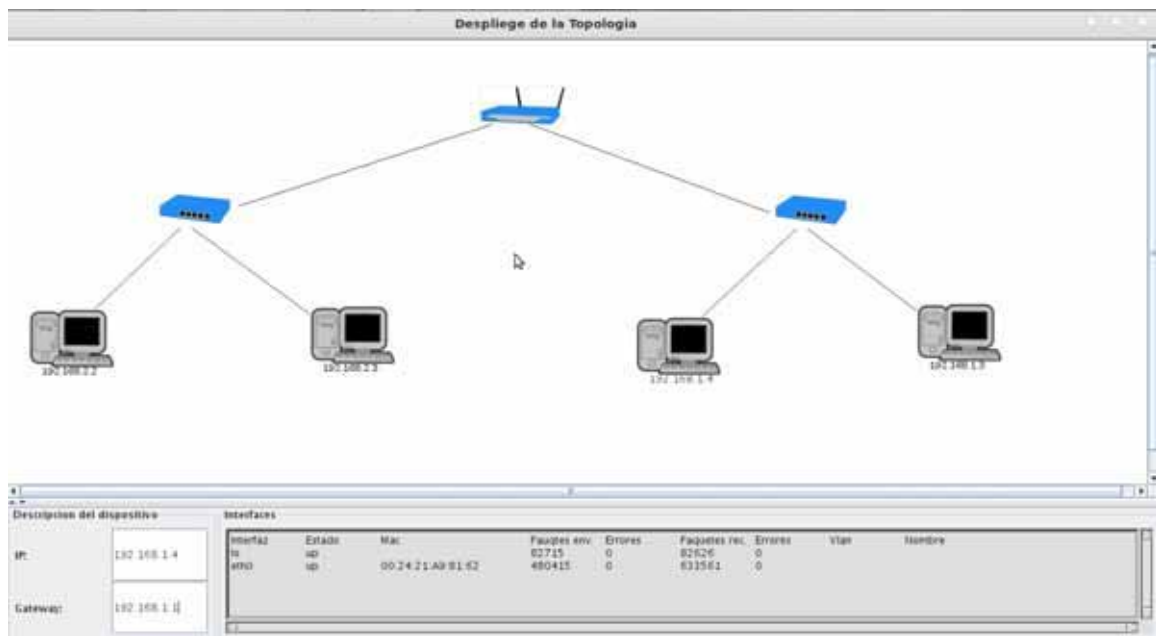 Despliege de la Topologia
192.168.2.2
192.168.2.3
192.168.1.4
192.168.1.3
Descripcion del dispositivo
Interfaces
IP:
192.168.1.4
Gateway:
192.168.1.1
Interfaz Estado Mac Pauqtes env. Errores Paquetes rec. Errores Vlan Nombre
lo up 82715 0 82626 0
eth0 up 00:24:21:A9:81:62 480415 0 633561 0